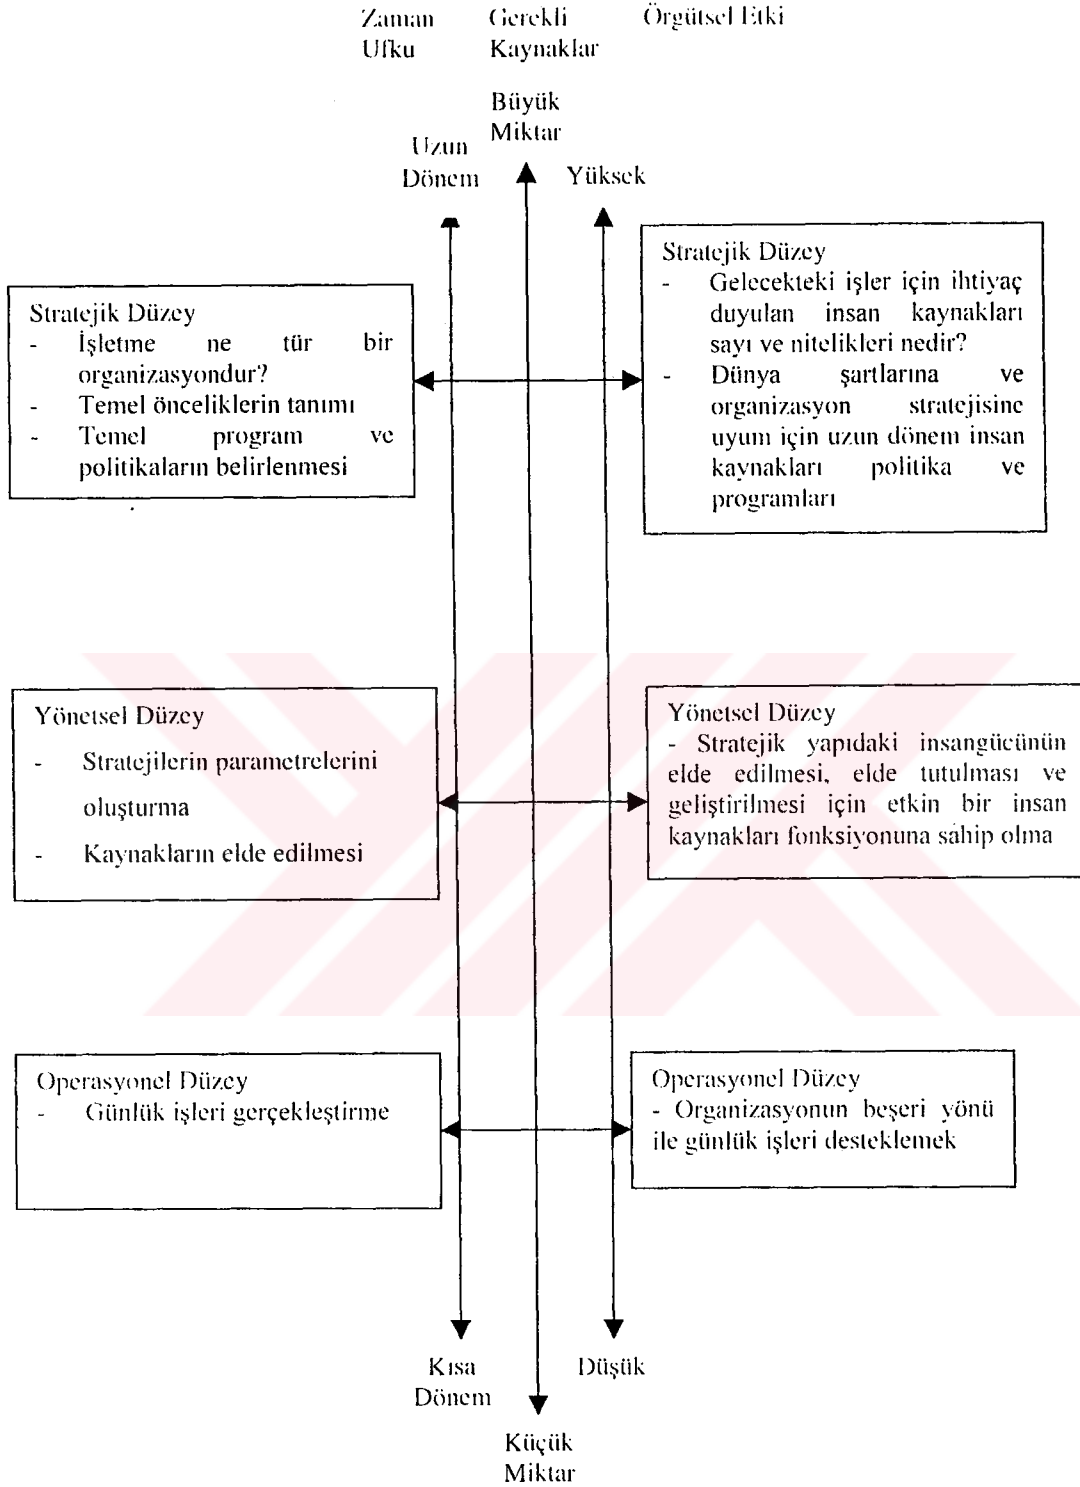 Zaman Ufku
Gerekli Kaynaklar
Örgütsel Etki
Büyük
Miktar
Uzun
Dönem
Yüksek
Stratejik Düzey
- İşletme ne tür bir
organizasyondur?
- Temel önceliklerin tanımı
- Temel program ve
politikaların belirlenmesi
Stratejik Düzey
- Gelecekteki işler için ihtiyaç
duyulan insan kaynakları
sayı ve nitelikleri nedir?
- Dünya şartlarına ve
organizasyon stratejisine
uyum için uzun dönem insan
kaynakları politika ve
programları
Yönetsel Düzey
- Stratejilerin parametrelerini
oluşturma
- Kaynakların elde edilmesi
Yönetsel Düzey
- Stratejik yapıdaki insangücünün
elde edilmesi, elde tutulması ve
geliştirilmesi için etkin bir insan
kaynakları fonksiyonuna sahip olma
Operasyonel Düzey
- Günlük işleri gerçekleştirme
Operasyonel Düzey
- Organizasyonun beşeri yönü
ile günlük işleri desteklemek
Kısa
Dönem
Düşük
Küçük
Miktar